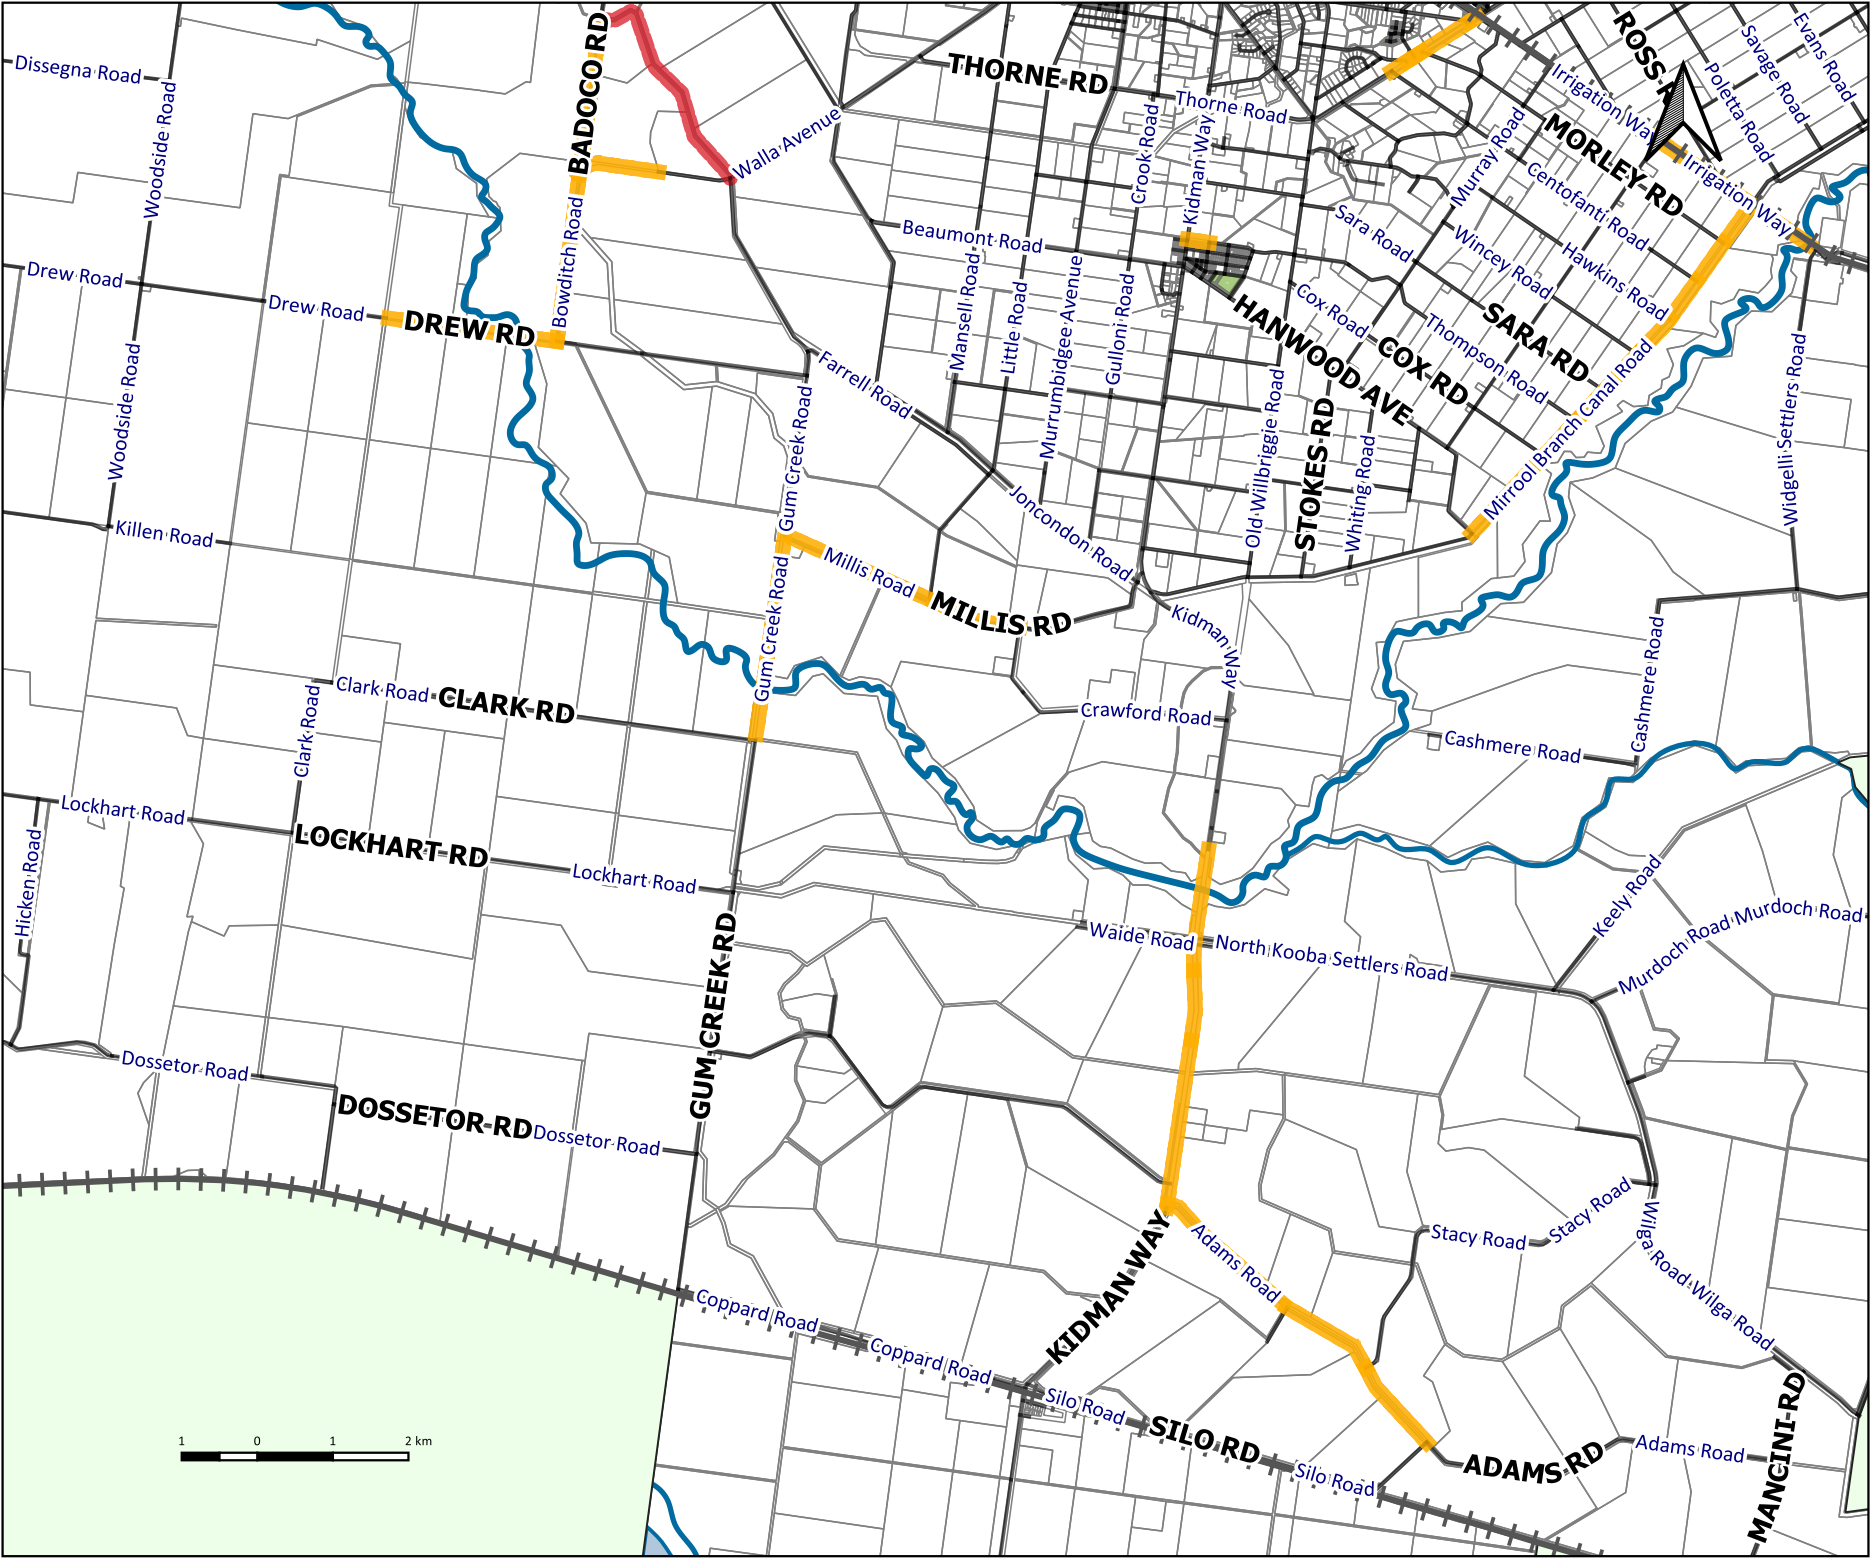 BADOCO RD
ROSS
Evans Road
Savage Road
Dissegna Road
THORNE RD
Irrigation Way
Poletta Road
Woodside Road
Thorne Road
Walla Avenue
Crook Road
Kidman Way
Murray Road
MORLEY RD
Irrigation Way
Centofanti Road
Sara Road
Beaumont Road
Wincey Road
Hawkins Road
Bowditch Road
Drew Road
Drew Road
DREW RD
Mansell Road
Little Road
Murrumbidgee Avenue
Gulloni Road
Cox Road
HANWOOD AVE
COX RD
SARA RD
Thompson Road
Mirrool Branch Canal Road
Widgelli Settlers Road
Woodside Road
Farrell Road
Gum Creek Road
Old Willbriggie Road
STOKES RD
Whiting Road
Joncondon Road
Killen Road
Millis Road
MILLIS RD
Gum Creek Road
Kidman Way
Cashmere Road
Clark Road
CLARK RD
Clark Road
Crawford Road
Cashmere Road
Lockhart Road
LOCKHART RD
Lockhart Road
Hicken Road
Keely Road
Murdoch Road
Murdoch Road
Waide Road
North Kooba Settlers Road
GUM CREEK RD
Dossetor Road
DOSSETOR RD
Dossetor Road
Stacy Road
Stacy Road
Adams Road
KIDMAN WAY
Wilga Road
Wilga Road
Coppard Road
Coppard Road
Silo Road
SILO RD
Silo Road
ADAMS RD
Adams Road
MANCINI RD
1 0 1 2 km